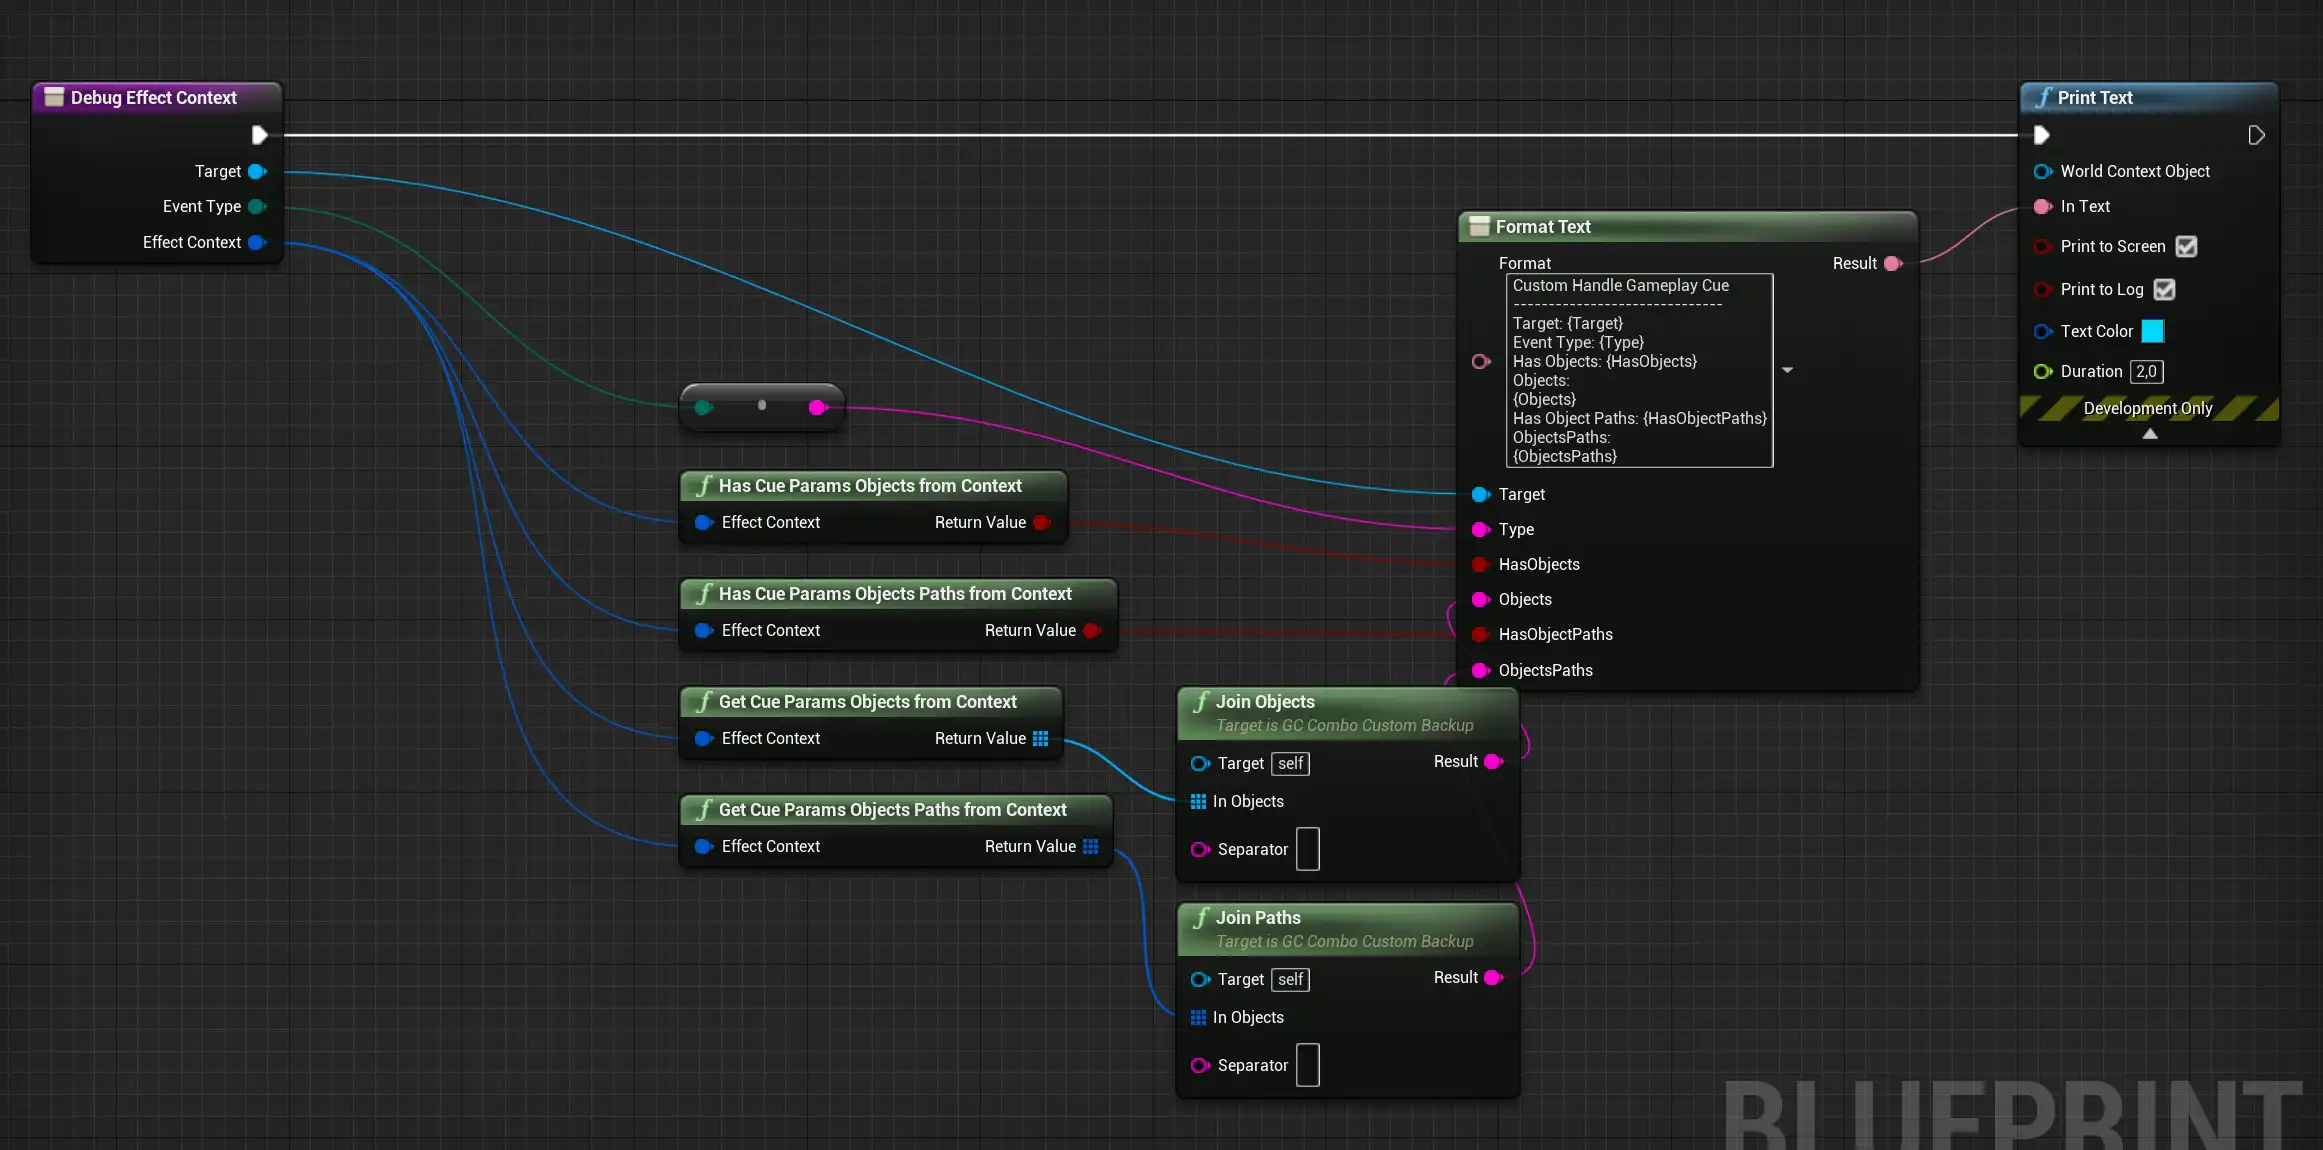 Debug Effect Context
Target
Event Type
Effect Context
Has Cue Params Objects from Context
Effect Context
Return Value
Has Cue Params Objects Paths from Context
Effect Context
Return Value
Get Cue Params Objects from Context
Effect Context
Return Value
Get Cue Params Objects Paths from Context
Effect Context
Return Value
Join Objects
Target is GC Combo Custom Backup
Target self
Result
In Objects
Separator
Join Paths
Target is GC Combo Custom Backup
Target self
Result
In Objects
Separator
Format Text
Format
Result
Custom Handle Gameplay Cue
------------------------------
Target: {Target}
Event Type: {Type}
Has Objects: {HasObjects}
Objects:
{Objects}
Has Object Paths: {HasObjectPaths}
ObjectsPaths:
{ObjectsPaths}
Target
Type
HasObjects
Objects
HasObjectPaths
ObjectsPaths
Print Text
World Context Object
In Text
Print to Screen
Print to Log
Text Color
Duration 2,0
Development Only
BLUEPRINT